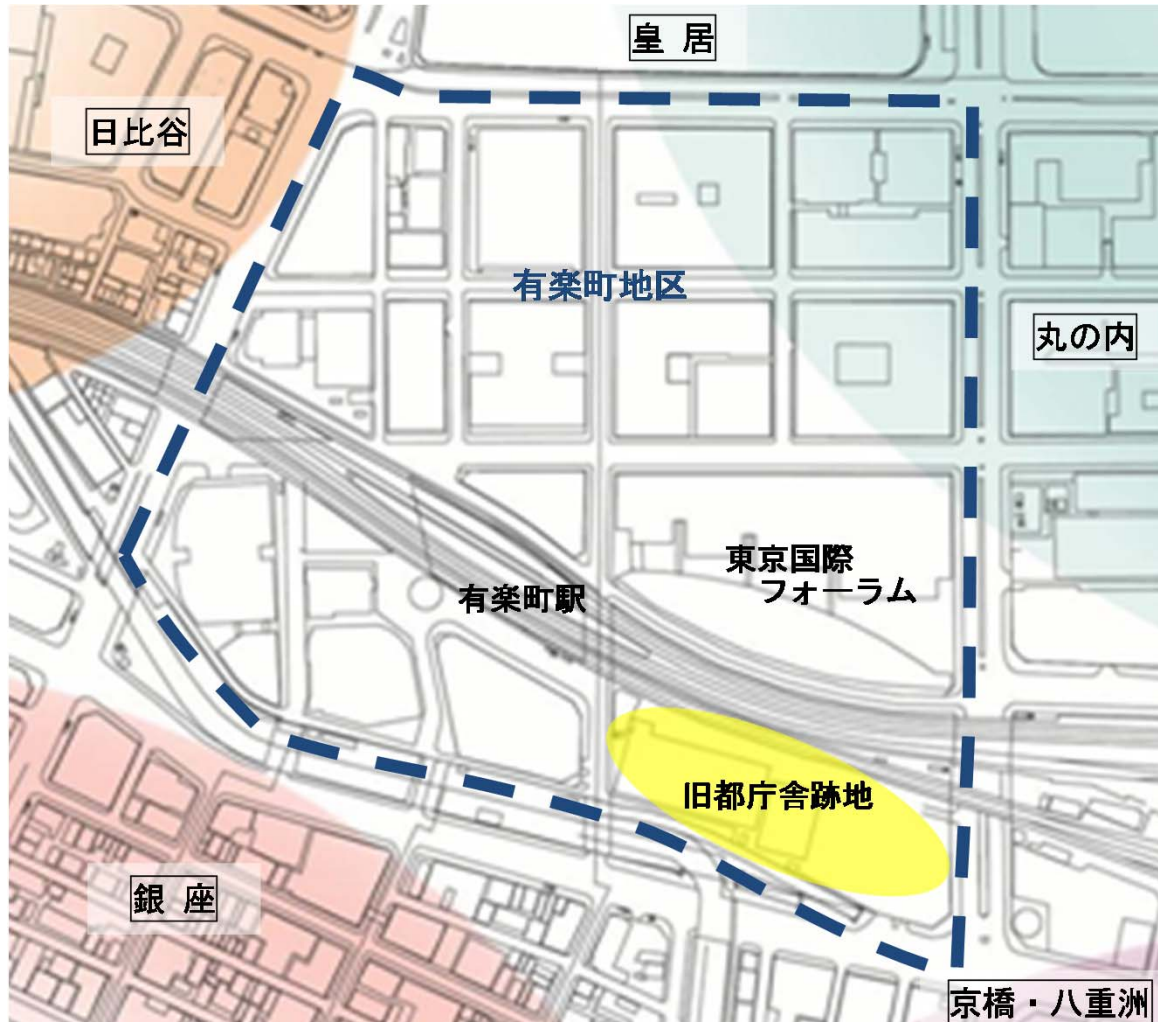 皇 居
日比谷
有楽町地区
丸の内
東京国際
フォーラム
有楽町駅
旧都庁舎跡地
銀 座
京橋・八重洲